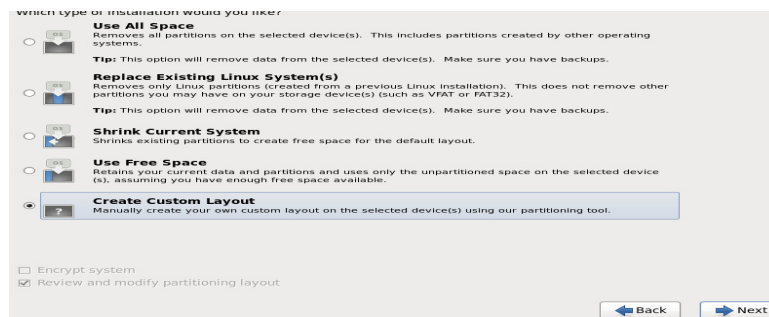 Which type of installation would you like?
Use All Space
Removes all partitions on the selected device(s). This includes partitions created by other operating
systems.
Tip: This option will remove data from the selected device(s). Make sure you have backups.
Replace Existing Linux System(s)
Removes only Linux partitions (created from a previous Linux installation). This does not remove other
partitions you may have on your storage device(s) (such as VFAT or FAT32).
Tip: This option will remove data from the selected device(s). Make sure you have backups.
Shrink Current System
Shrinks existing partitions to create free space for the default layout.
Use Free Space
Retains your current data and partitions and uses only the unpartitioned space on the selected device
(s), assuming you have enough free space available.
Create Custom Layout
Manually create your own custom layout on the selected device(s) using our partitioning tool.
?
Encrypt system
Review and modify partitioning layout
Back
Next